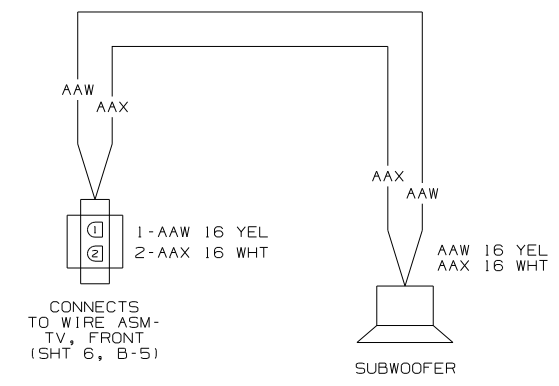 AAW
AAX
AAX
AAW
1
2
1-AAW 16 YEL
2-AAX 16 WHT
AAW 16 YEL
AAX 16 WHT
CONNECTS
TO WIRE ASM-
TV, FRONT
(SHT 6, B-5)
SUBWOOFER